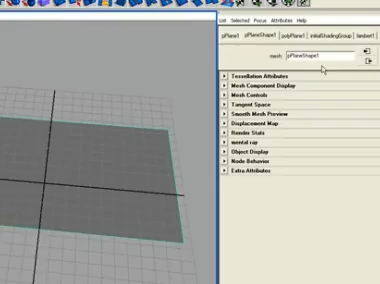 List Selected Focus Attributes Help
pPlane1 pPlaneShape1 polyPlane1 initialShadingGroup lambert1
mesh: pPlaneShape1
Tessellation Attributes
Mesh Component Display
Mesh Controls
Tangent Space
Smooth Mesh Preview
Displacement Map
Render Stats
mental ray
Object Display
Node Behavior
Extra Attributes